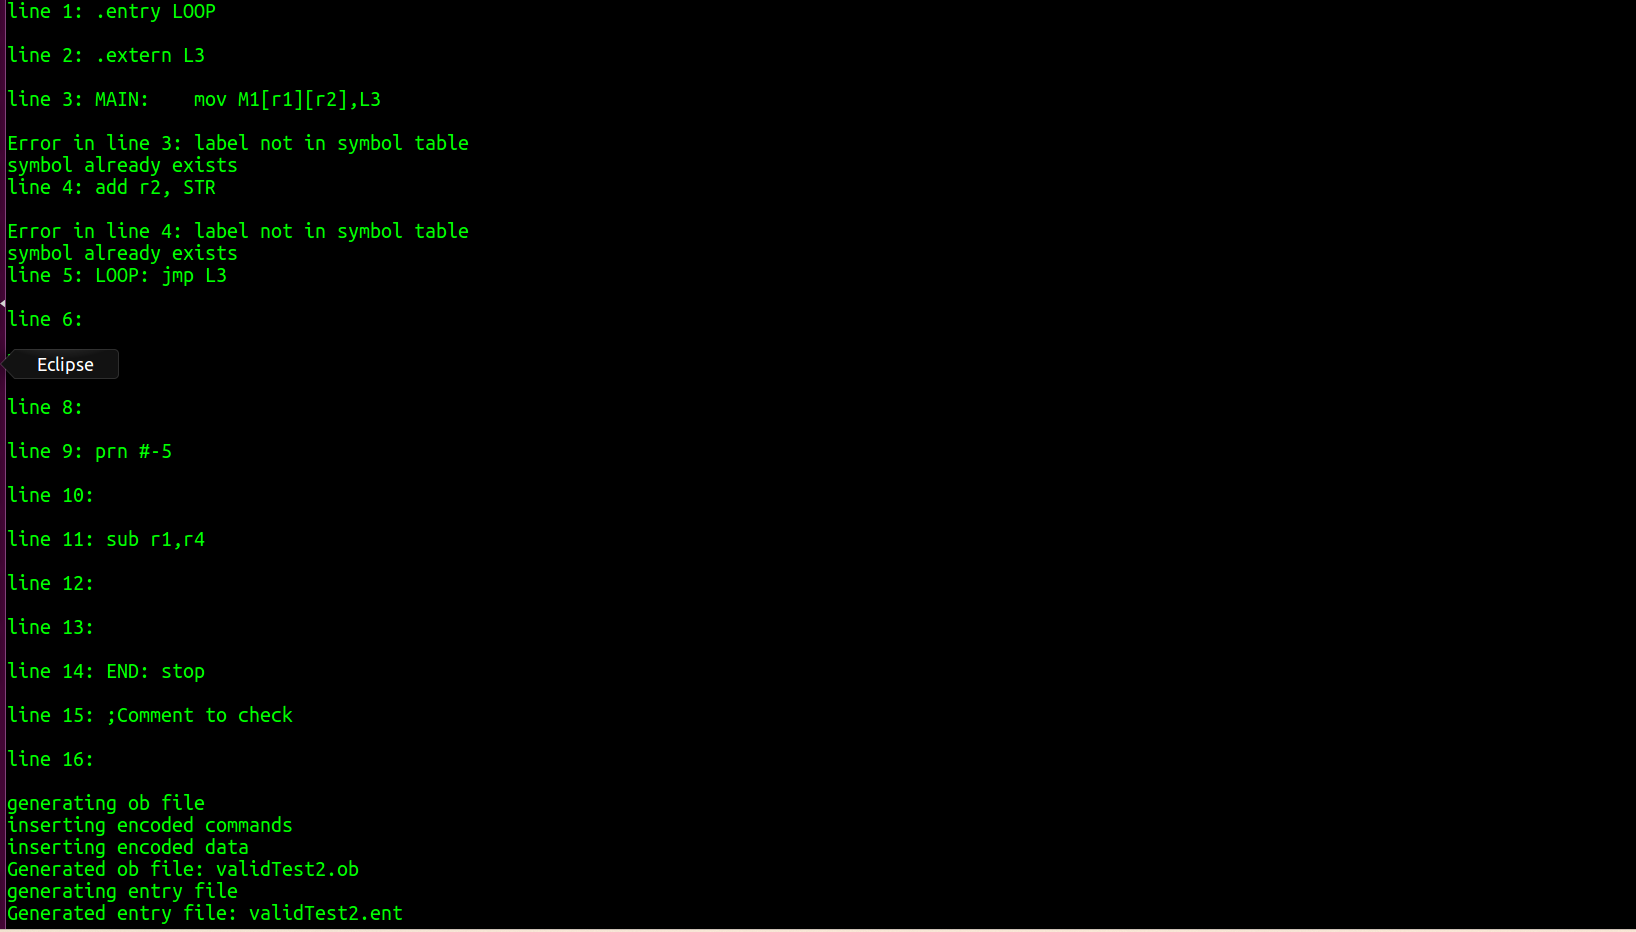 line 1: .entry LOOP
line 2: .extern L3
line 3: MAIN:    mov M1[r1][r2],L3
Error in line 3: label not in symbol table
symbol already exists
line 4: add r2, STR
Error in line 4: label not in symbol table
symbol already exists
line 5: LOOP: jmp L3
line 6:
Eclipse
line 8:
line 9: prn #-5
line 10:
line 11: sub r1,r4
line 12:
line 13:
line 14: END: stop
line 15: ;Comment to check
line 16:
generating ob file
inserting encoded commands
inserting encoded data
Generated ob file: validTest2.ob
generating entry file
Generated entry file: validTest2.ent